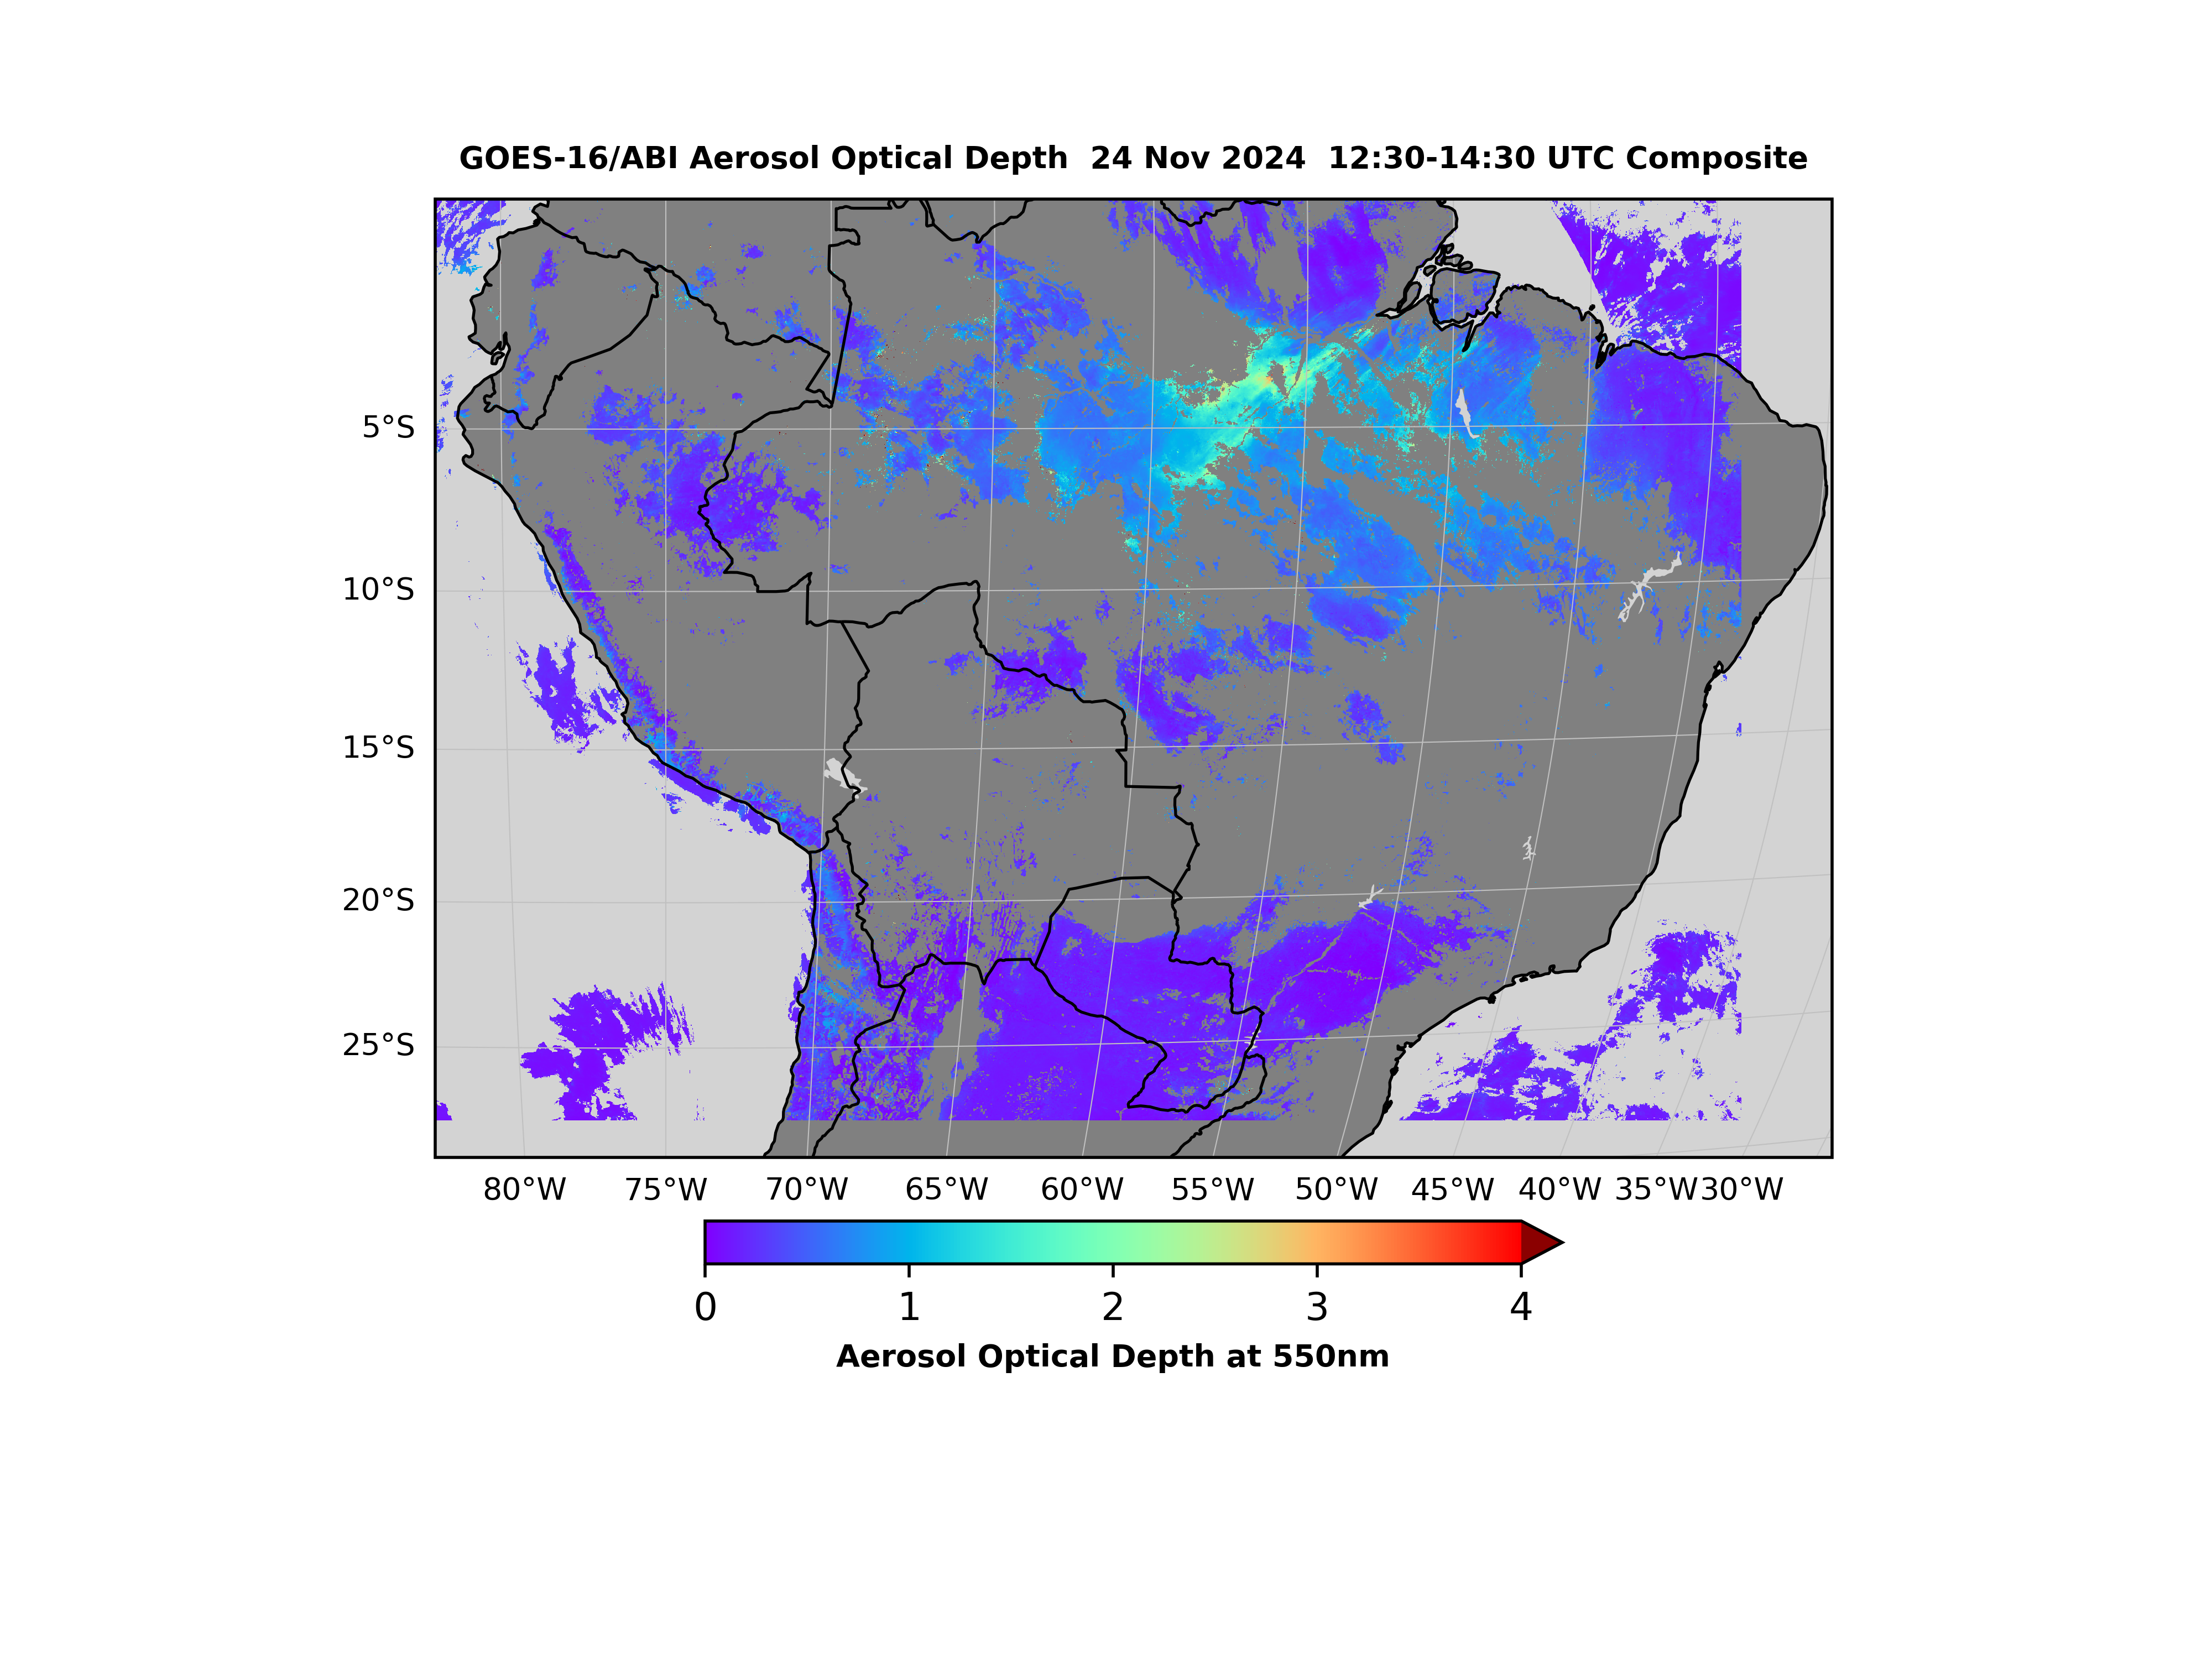 GOES-16/ABI Aerosol Optical Depth  24 Nov 2024  12:30-14:30 UTC Composite
5°S
10°S
15°S
20°S
25°S
80°W 75°W 70°W 65°W 60°W 55°W 50°W 45°W 40°W 35°W 30°W
0 1 2 3 4
Aerosol Optical Depth at 550nm